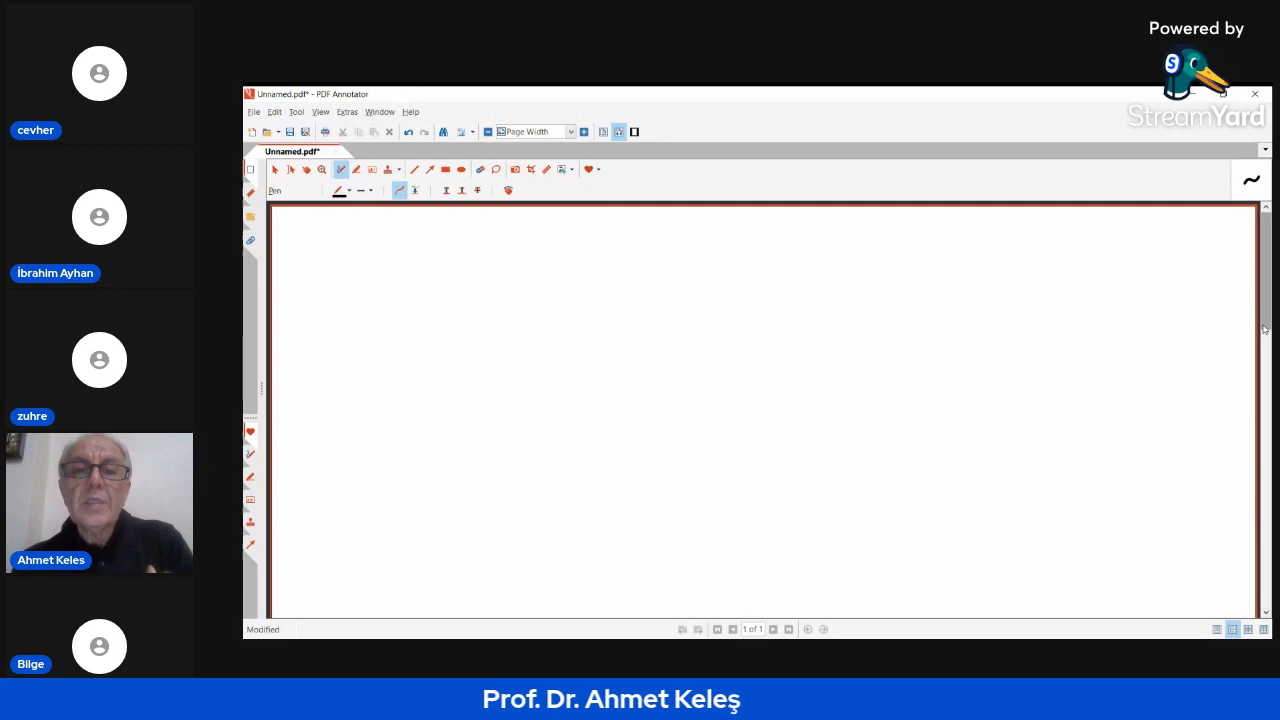 Powered by
StreamYard
cevher
İbrahim Ayhan
zuhre
Ahmet Keles
Bilge
Unnamed.pdf* - PDF Annotator
File Edit Tool View Extras Window Help
Page Width
Unnamed.pdf*
Pen
Modified
1 of 1
Prof. Dr. Ahmet Keleş